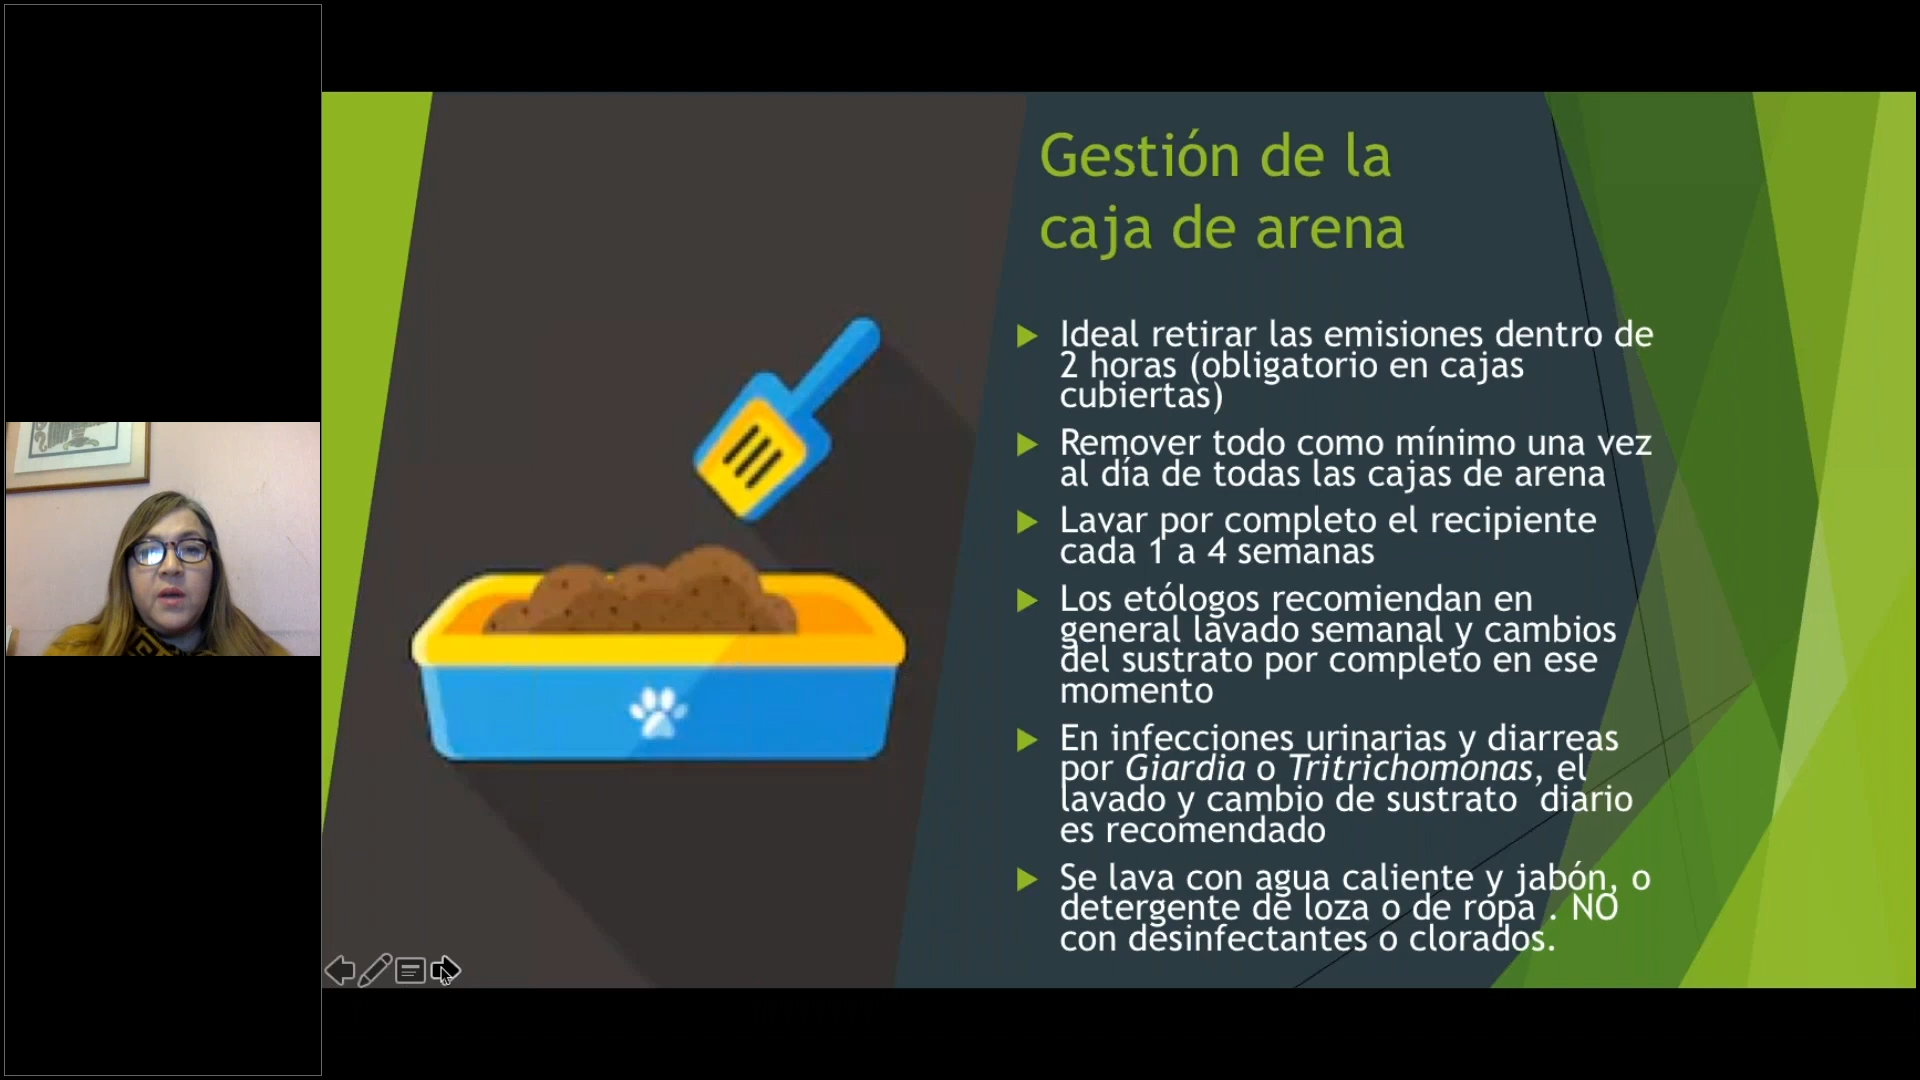 Gestión de la
caja de arena
Ideal retirar las emisiones dentro de
2 horas (obligatorio en cajas
cubiertas)
Remover todo como mínimo una vez
al día de todas las cajas de arena
Lavar por completo el recipiente
cada 1 a 4 semanas
Los etólogos recomiendan en
general lavado semanal y cambios
del sustrato por completo en ese
momento
En infecciones urinarias y diarreas
por Giardia o Tritrichomonas, el
lavado y cambio de sustrato  diario
es recomendado
Se lava con agua caliente y jabón, o
detergente de loza o de ropa . NO
con desinfectantes o clorados.